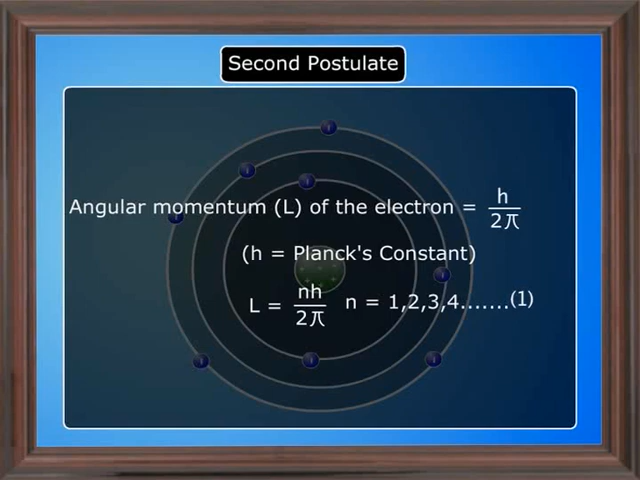 Second Postulate
Angular momentum (L) of the electron = h/2π
(h = Planck's Constant)
L = nh/2π n = 1,2,3,4.......(1)